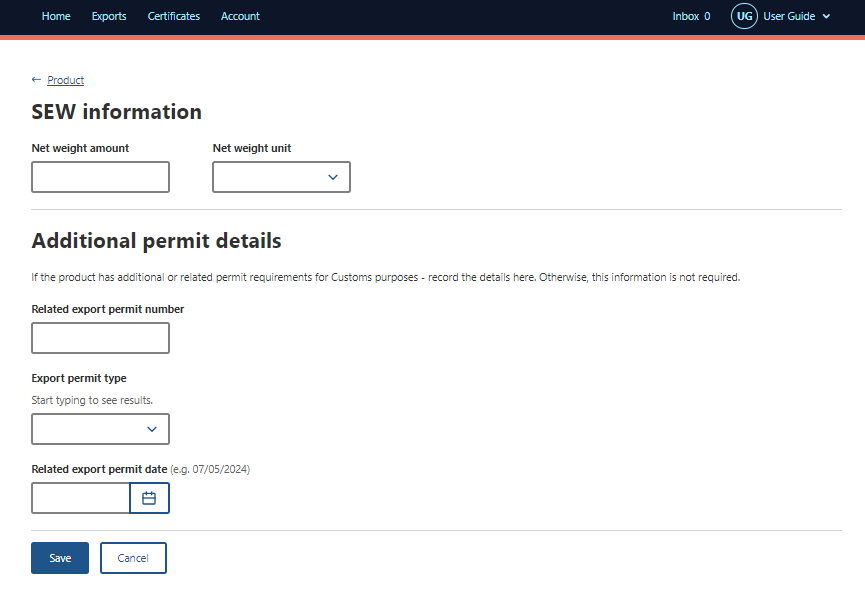 Home Exports Certificates Account Inbox 0 UG User Guide
← Product
SEW information
Net weight amount Net weight unit
Additional permit details
If the product has additional or related permit requirements for Customs purposes - record the details here. Otherwise, this information is not required.
Related export permit number
Export permit type
Start typing to see results.
Related export permit date (e.g. 07/05/2024)
Save Cancel